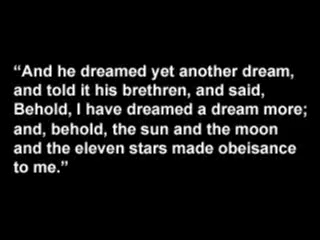 “And he dreamed yet another dream,
and told it his brethren, and said,
Behold, I have dreamed a dream more;
and, behold, the sun and the moon
and the eleven stars made obeisance
to me.”